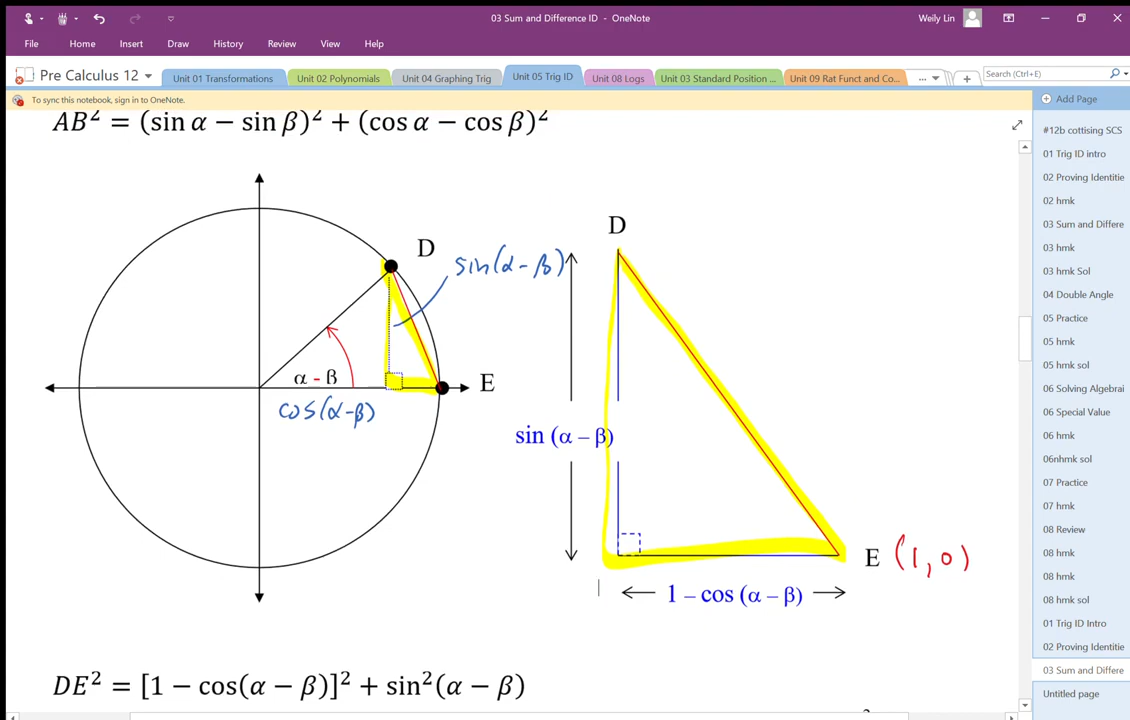 03 Sum and Difference ID - OneNote
Weily Lin
File Home Insert Draw History Review View Help
Pre Calculus 12
Unit 01 Transformations
Unit 02 Polynomials
Unit 04 Graphing Trig
Unit 05 Trig ID
Unit 08 Logs
Unit 03 Standard Position ...
Unit 09 Rat Funct and Co...
...
Search (Ctrl+E)
To sync this notebook, sign in to OneNote.
Add Page
AB² = (sin α − sin β)² + (cos α − cos β)²
D
sin(α-β)
α - β
E
cos(α-β)
D
sin (α – β)
E (1,0)
1 – cos (α – β)
DE² = [1 − cos(α − β)]² + sin²(α − β)
#12b cottising SCS
01 Trig ID intro
02 Proving Identitie
02 hmk
03 Sum and Differe
03 hmk
03 hmk Sol
04 Double Angle
05 Practice
05 hmk
05 hmk sol
06 Solving Algebrai
06 Special Value
06 hmk
06nhmk sol
07 Practice
07 hmk
08 Review
08 hmk
08 hmk
08 hmk sol
01 Trig ID Intro
02 Proving Identitie
03 Sum and Differe
Untitled page